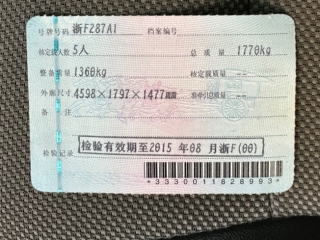 号牌号码 浙F287A1 档案编号
核定载人数 5人 总质量 1770kg
整备质量 1360kg 核定载质量 --
外廓尺寸 4598×1797×1477 准牵引总质量 --
备注
检验记录 检验有效期至2015年08月浙F(00)
*3330011828993*